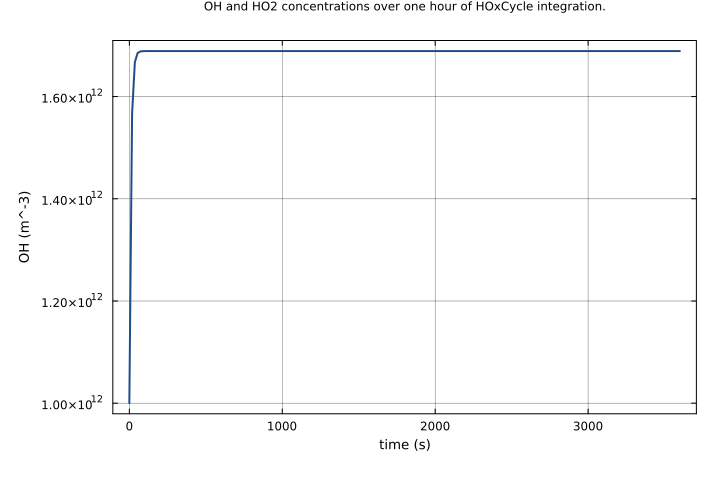 OH and HO2 concentrations over one hour of HOxCycle integration.
1.60×10¹²
1.40×10¹²
1.20×10¹²
1.00×10¹²
OH (m^-3)
0 1000 2000 3000
time (s)